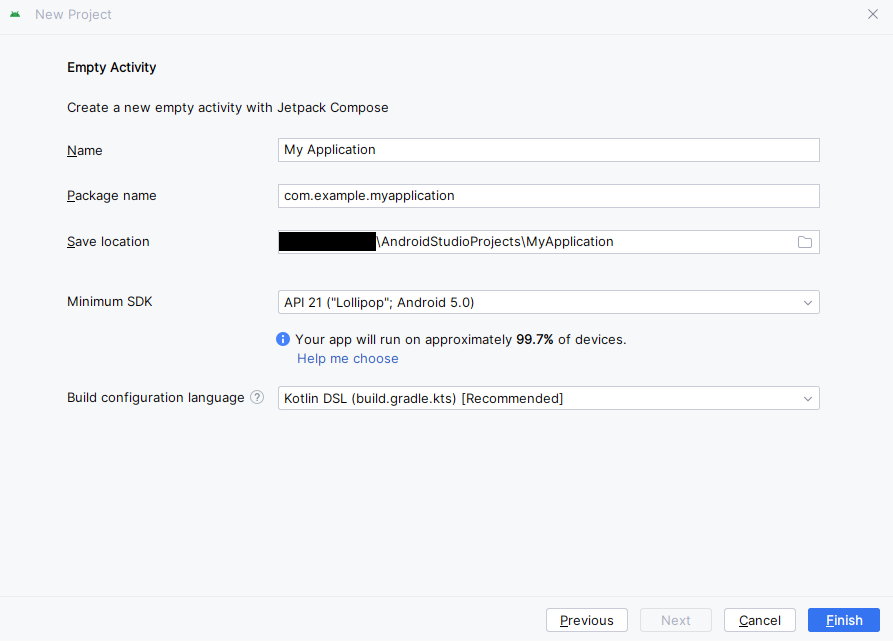 New Project
Empty Activity
Create a new empty activity with Jetpack Compose
Name My Application
Package name com.example.myapplication
Save location \AndroidStudioProjects\MyApplication
Minimum SDK API 21 ("Lollipop"; Android 5.0)
Your app will run on approximately 99.7% of devices.
Help me choose
Build configuration language ? Kotlin DSL (build.gradle.kts) [Recommended]
Previous Next Cancel Finish